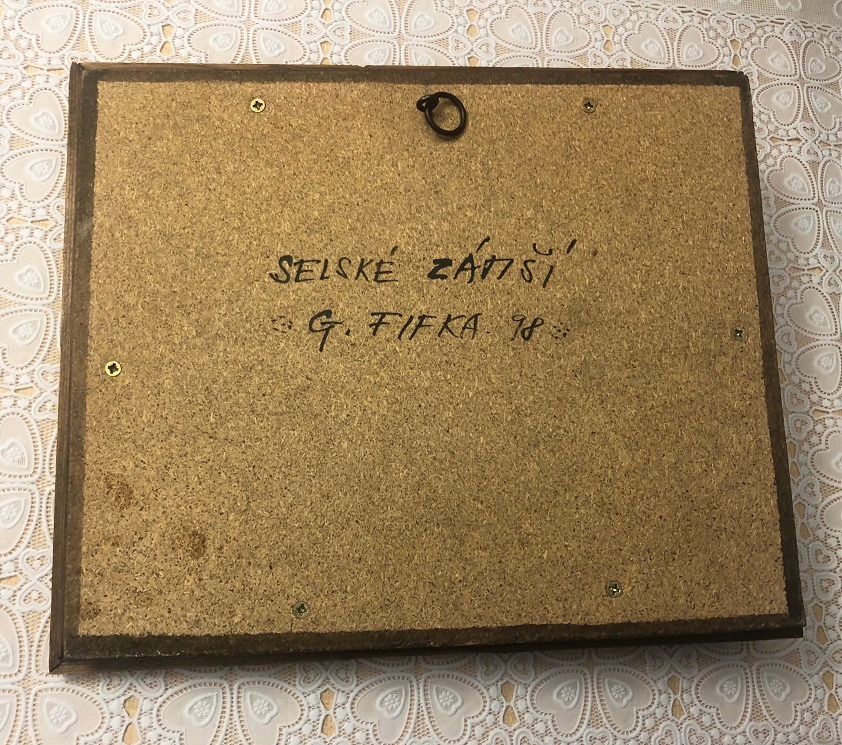 SELSKÉ ZÁTIŠÍ
G. FIFKA 98